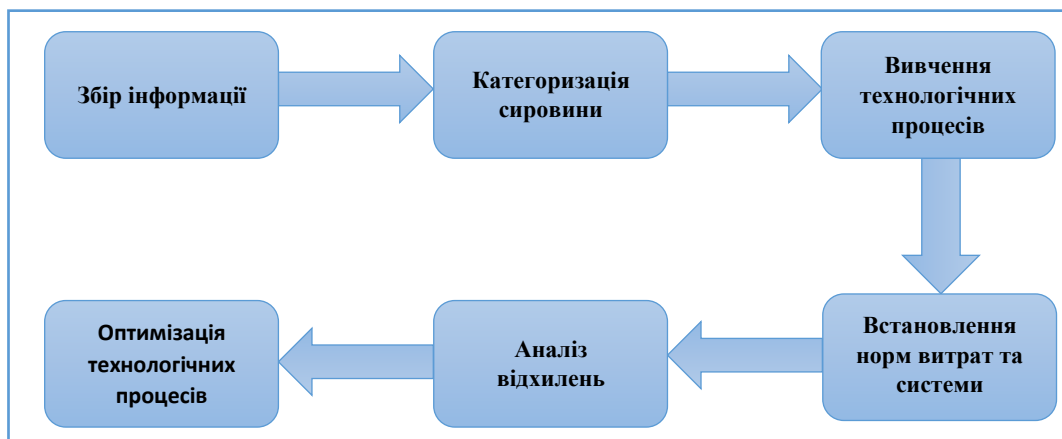 Збір інформації
Категоризація
сировини
Вивчення
технологічних
процесів
Встановлення
норм витрат та
системи
Аналіз
відхилень
Оптимізація
технологічних
процесів